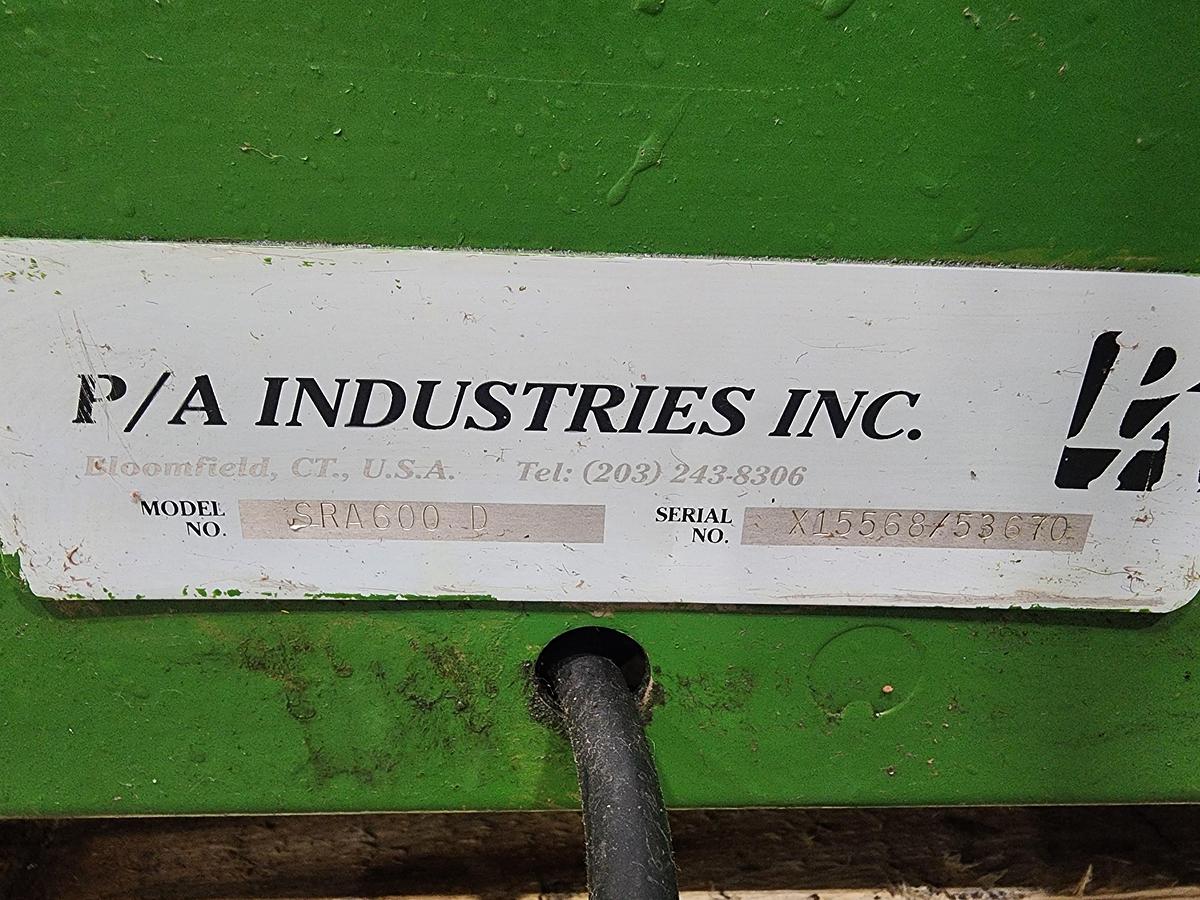 P/A INDUSTRIES INC.
Bloomfield, CT., U.S.A. Tel: (203) 243-8306
MODEL NO. SRA600 D
SERIAL NO. X15568/53670